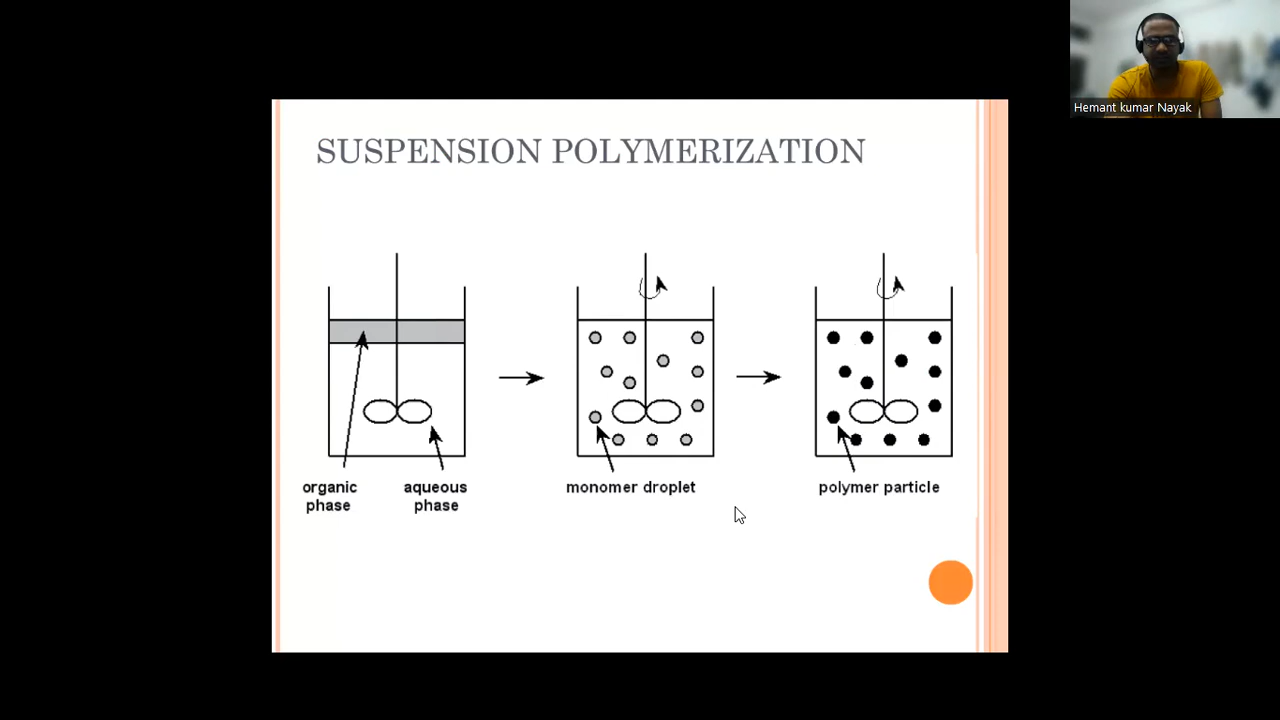 Hemant kumar Nayak
SUSPENSION POLYMERIZATION
organic
phase
aqueous
phase
monomer droplet
polymer particle